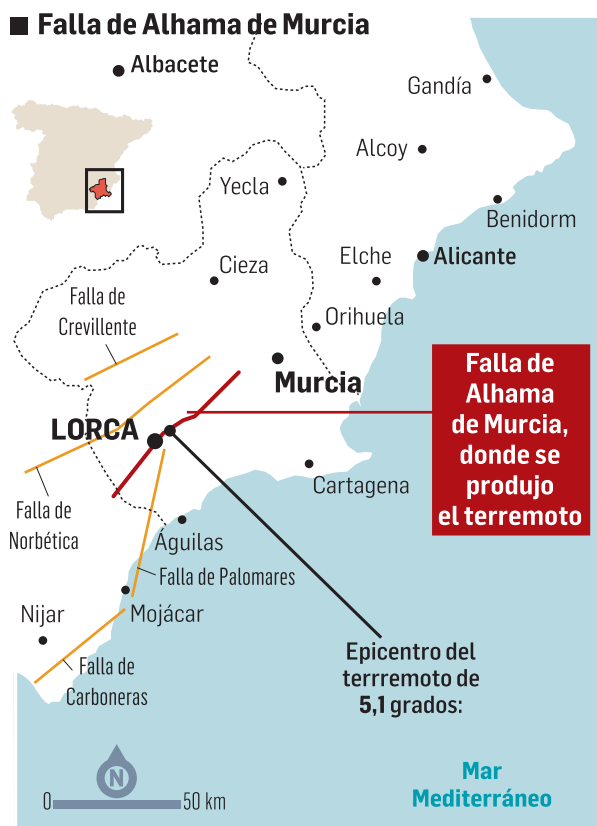 Falla de Alhama de Murcia
Albacete
Gandía
Alcoy
Yecla
Benidorm
Cieza
Elche
Alicante
Falla de
Crevillente
Orihuela
Murcia
Falla de
Alhama
de Murcia,
donde se
produjo
el terremoto
LORCA
Cartagena
Falla de
Norbética
Águilas
Falla de Palomares
Nijar
Mojácar
Falla de
Carboneras
Epicentro del
terrremoto de
5,1 grados:
N
0
50 km
Mar
Mediterráneo